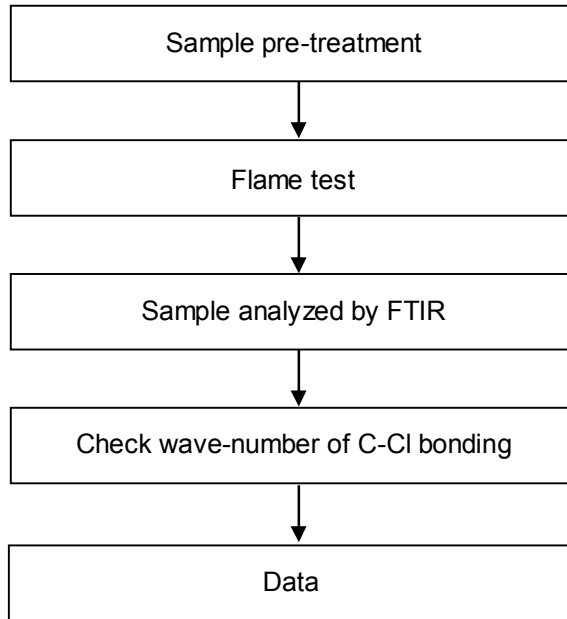 Sample pre-treatment
Flame test
Sample analyzed by FTIR
Check wave-number of C-Cl bonding
Data